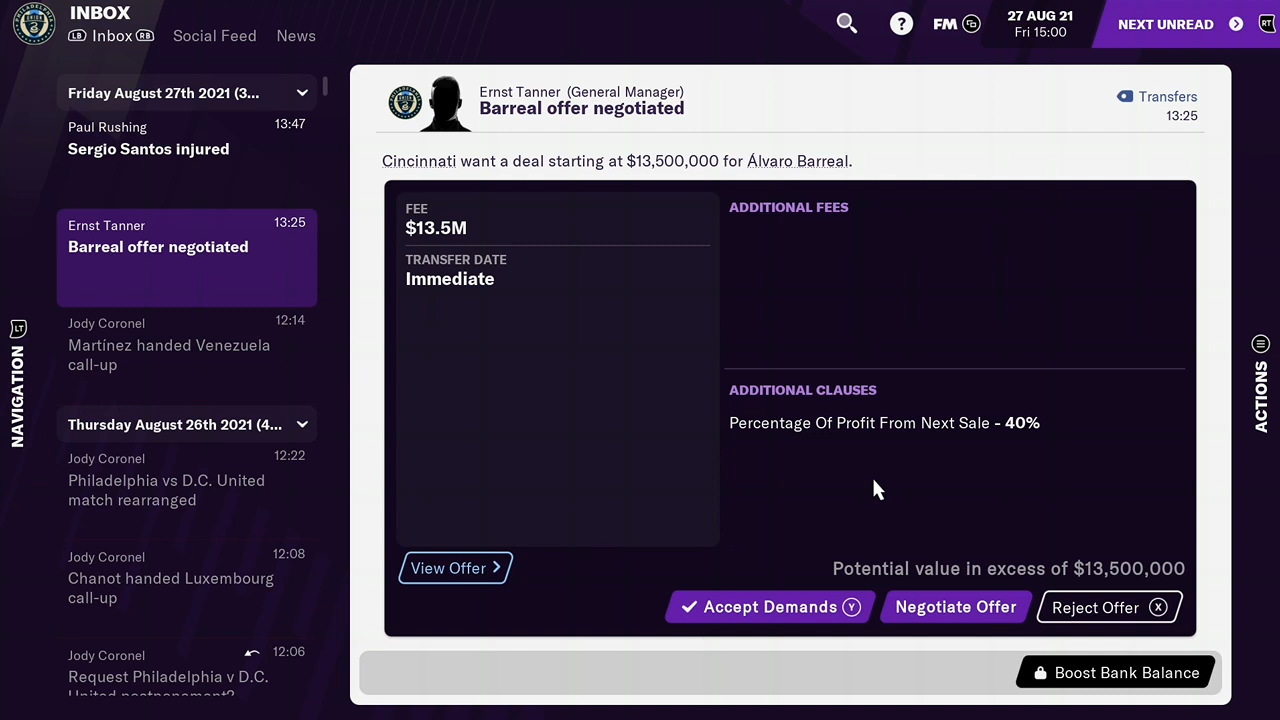 INBOX
LB Inbox RB Social Feed News
FM
27 AUG 21
Fri 15:00
NEXT UNREAD RT
Friday August 27th 2021 (3...
Paul Rushing 13:47
Sergio Santos injured
Ernst Tanner 13:25
Barreal offer negotiated
Jody Coronel 12:14
Martínez handed Venezuela
call-up
Thursday August 26th 2021 (4...
Jody Coronel 12:22
Philadelphia vs D.C. United
match rearranged
Jody Coronel 12:08
Chanot handed Luxembourg
call-up
Jody Coronel 12:06
Request Philadelphia v D.C.
United postponement?
NAVIGATION LT
Ernst Tanner (General Manager)
Barreal offer negotiated
Transfers
13:25
Cincinnati want a deal starting at $13,500,000 for Álvaro Barreal.
FEE
$13.5M
TRANSFER DATE
Immediate
ADDITIONAL FEES
ADDITIONAL CLAUSES
Percentage Of Profit From Next Sale - 40%
View Offer
Potential value in excess of $13,500,000
Accept Demands Y
Negotiate Offer
Reject Offer X
Boost Bank Balance
ACTIONS